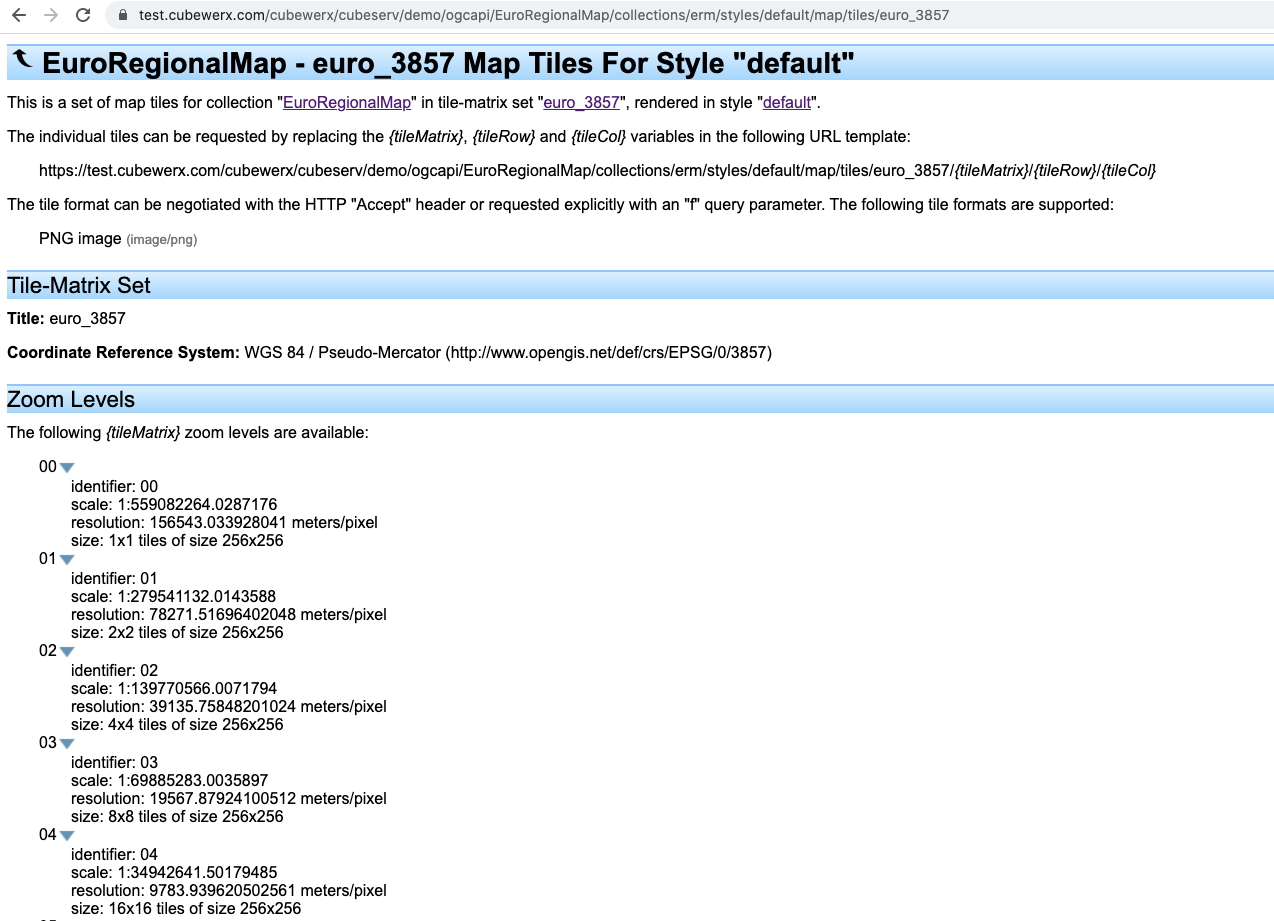 test.cubewerx.com/cubewerx/cubeserv/demo/ogcapi/EuroRegionalMap/collections/erm/styles/default/map/tiles/euro_3857
EuroRegionalMap - euro_3857 Map Tiles For Style "default"
This is a set of map tiles for collection "EuroRegionalMap" in tile-matrix set "euro_3857", rendered in style "default".
The individual tiles can be requested by replacing the {tileMatrix}, {tileRow} and {tileCol} variables in the following URL template:
https://test.cubewerx.com/cubewerx/cubeserv/demo/ogcapi/EuroRegionalMap/collections/erm/styles/default/map/tiles/euro_3857/{tileMatrix}/{tileRow}/{tileCol}
The tile format can be negotiated with the HTTP "Accept" header or requested explicitly with an "f" query parameter. The following tile formats are supported:
PNG image (image/png)
Tile-Matrix Set
Title: euro_3857
Coordinate Reference System: WGS 84 / Pseudo-Mercator (http://www.opengis.net/def/crs/EPSG/0/3857)
Zoom Levels
The following {tileMatrix} zoom levels are available:
00
identifier: 00
scale: 1:559082264.0287176
resolution: 156543.033928041 meters/pixel
size: 1x1 tiles of size 256x256
01
identifier: 01
scale: 1:279541132.0143588
resolution: 78271.51696402048 meters/pixel
size: 2x2 tiles of size 256x256
02
identifier: 02
scale: 1:139770566.0071794
resolution: 39135.75848201024 meters/pixel
size: 4x4 tiles of size 256x256
03
identifier: 03
scale: 1:69885283.0035897
resolution: 19567.87924100512 meters/pixel
size: 8x8 tiles of size 256x256
04
identifier: 04
scale: 1:34942641.50179485
resolution: 9783.939620502561 meters/pixel
size: 16x16 tiles of size 256x256